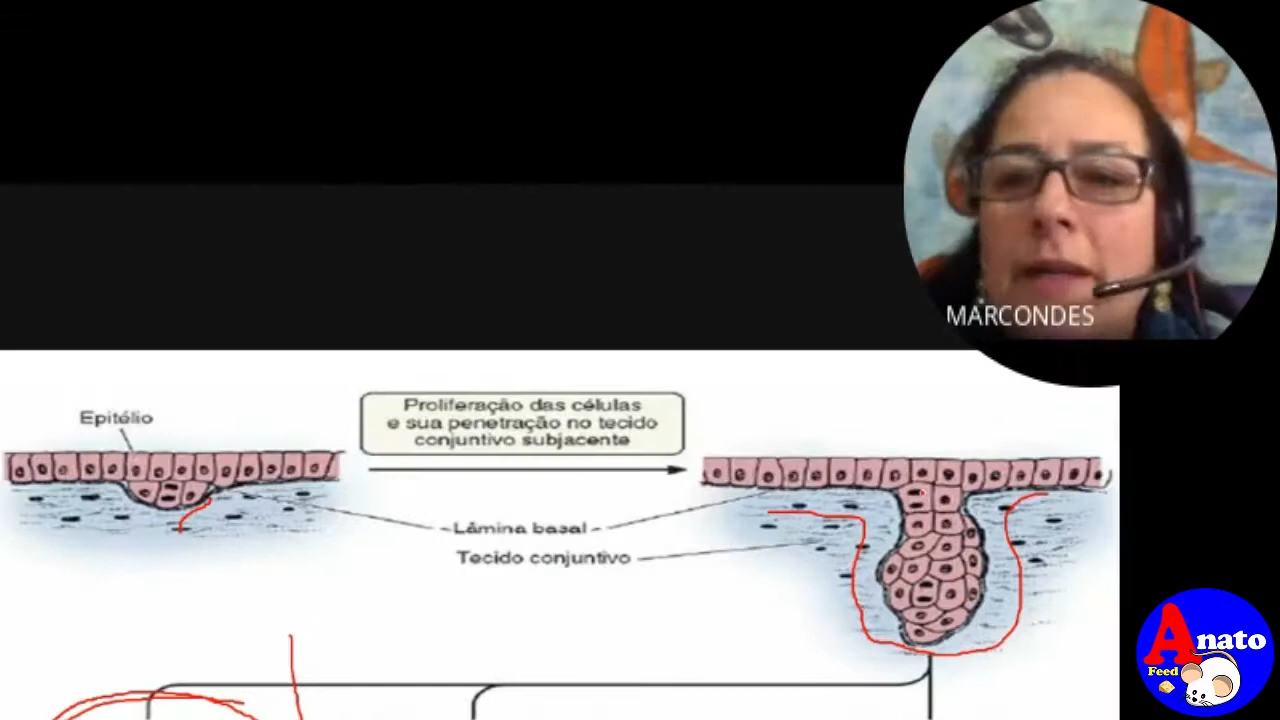 MARCONDES
Epitélio
Proliferação das células
e sua penetração no tecido
conjuntivo subjacente
Lâmina basal
Tecido conjuntivo
Anato
Feed